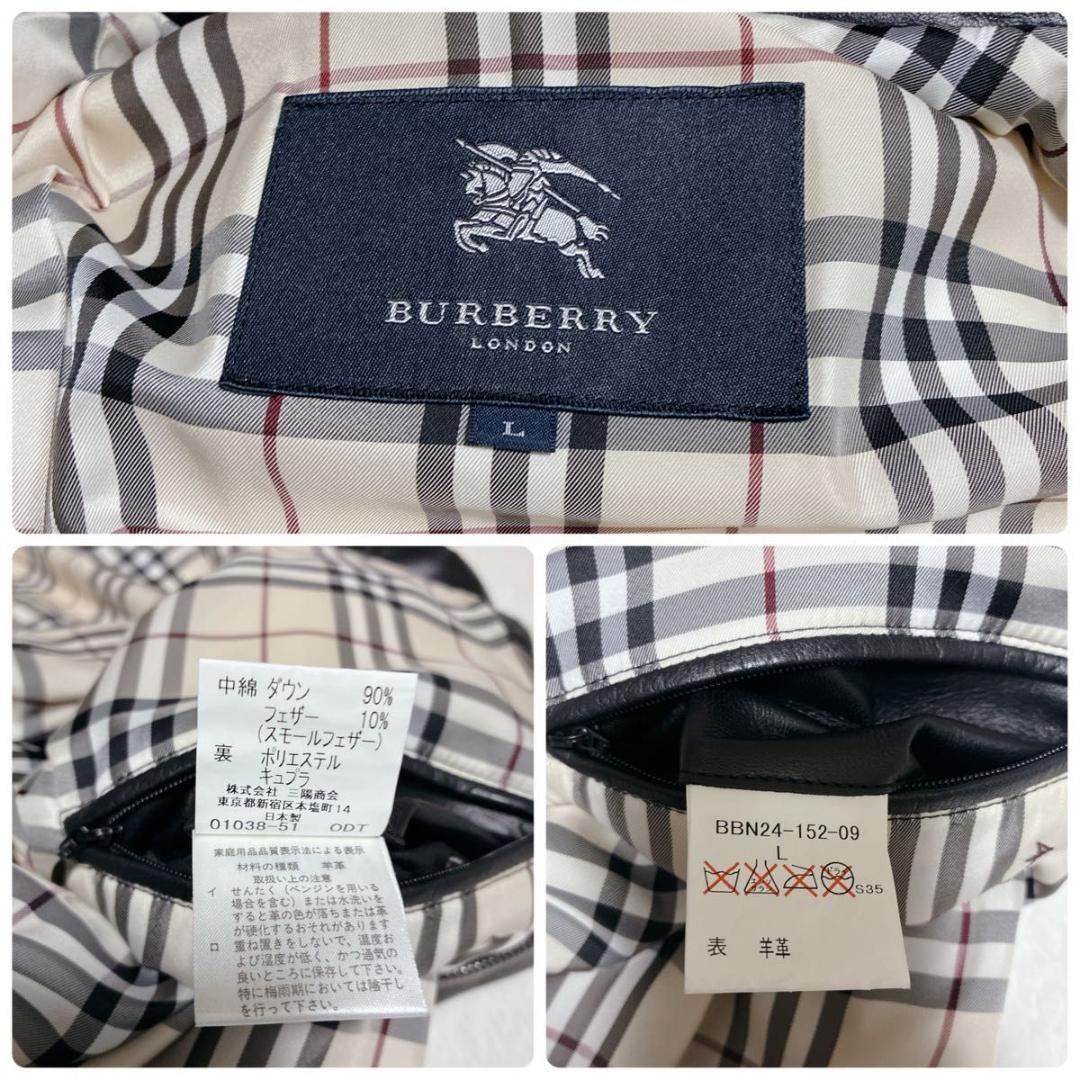 BURBERRY
LONDON
L
中綿 ダウン 90%
フェザー 10%
(スモールフェザー)
裏 ポリエステル
キュプラ
株式会社 三陽商会
東京都新宿区本塩町14
日本製
01038-51 ODT
家庭用品品質表示法による表示
材料の種類 羊革
取扱い上の注意
イ せんたく(ベンジンを用いる
場合を含む)または水洗いを
すると革の色が落ちまたは革
が硬化するおそれがあります
ロ 重ね置きをしないで、温度お
よび湿度が低く、かつ通気の
良いところに保存して下さい。
特に梅雨期においては陰干し
を行って下さい。
BBN24-152-09
L
S35
表 羊革